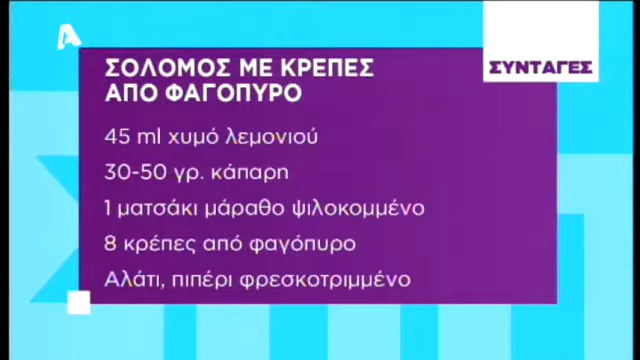 Α
ΣΥΝΤΑΓΕΣ
ΣΟΛΟΜΟΣ ΜΕ ΚΡΕΠΕΣ
ΑΠΟ ΦΑΓΟΠΥΡΟ
45 ml χυμό λεμονιού
30-50 γρ. κάπαρη
1 ματσάκι μάραθο ψιλοκομμένο
8 κρέπες από φαγόπυρο
Αλάτι, πιπέρι φρεσκοτριμμένο